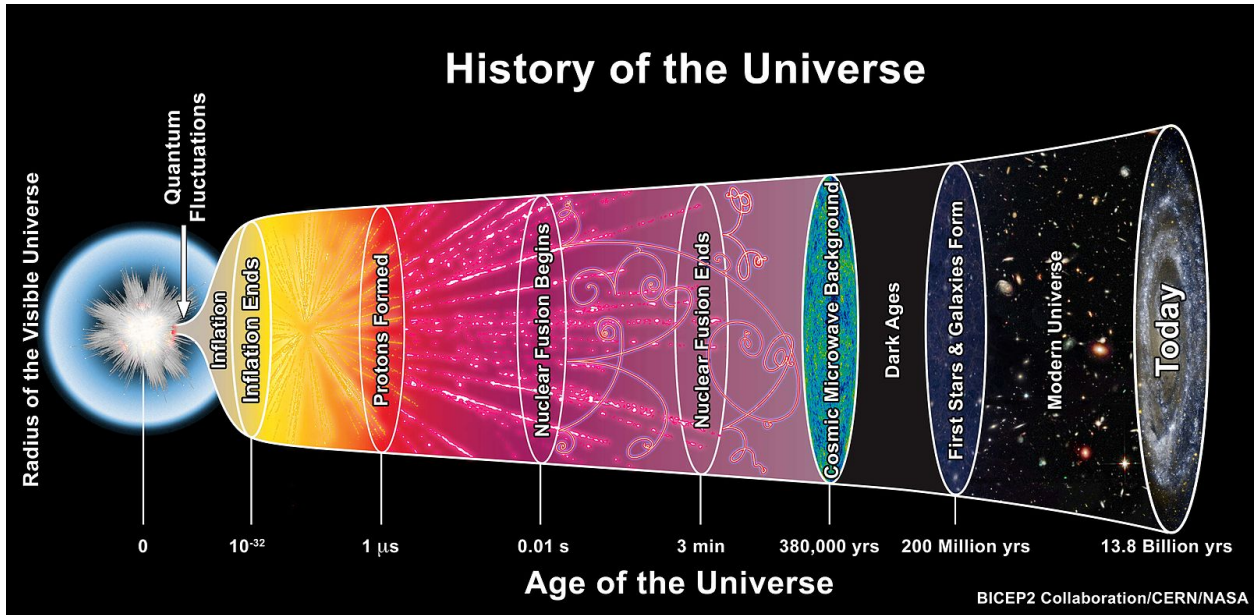 History of the Universe
Radius of the Visible Universe
Quantum
Fluctuations
Inflation
Inflation Ends
Protons Formed
Nuclear Fusion Begins
Nuclear Fusion Ends
Cosmic Microwave Background
Dark Ages
First Stars & Galaxies Form
Modern Universe
Today
0
10⁻³²
1 μs
0.01 s
3 min
380,000 yrs
200 Million yrs
13.8 Billion yrs
Age of the Universe
BICEP2 Collaboration/CERN/NASA